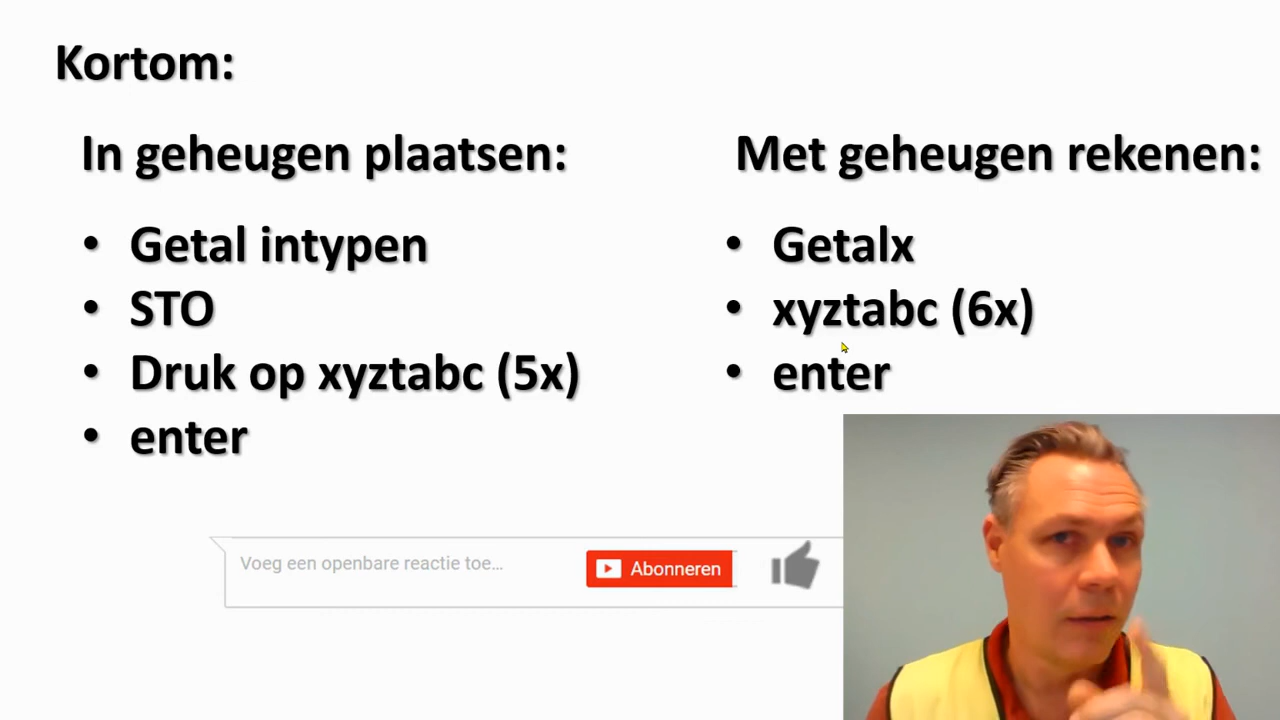 Kortom:
In geheugen plaatsen:
• Getal intypen
• STO
• Druk op xyztabc (5x)
• enter
Met geheugen rekenen:
• Getalx
• xyztabc (6x)
• enter
Voeg een openbare reactie toe...
Abonneren